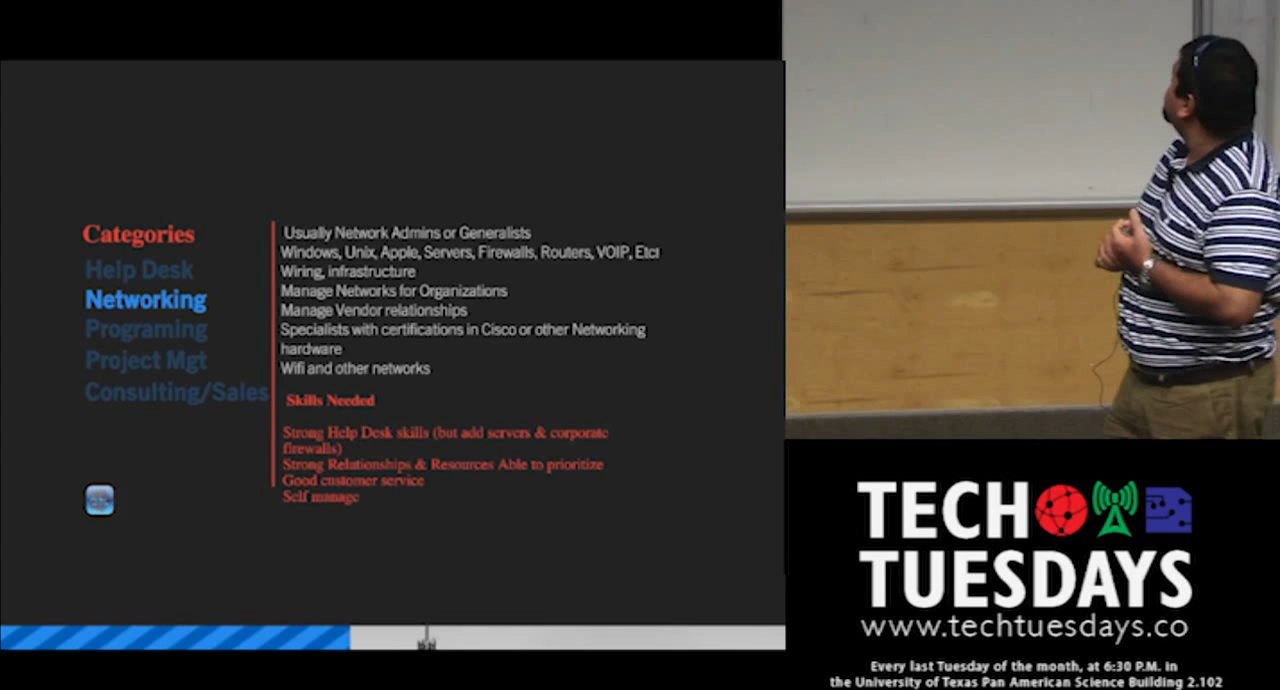 Categories
Help Desk
Networking
Programing
Project Mgt
Consulting/Sales
Usually Network Admins or Generalists
Windows, Unix, Apple, Servers, Firewalls, Routers, VOIP, Etc!
Wiring, infrastructure
Manage Networks for Organizations
Manage Vendor relationships
Specialists with certifications in Cisco or other Networking
hardware
Wifi and other networks
Skills Needed
Strong Help Desk skills (but add servers & corporate
firewalls)
Strong Relationships & Resources Able to prioritize
Good customer service
Self manage
TECH
TUESDAYS
www.techtuesdays.co
Every last Tuesday of the month, at 6:30 P.M. in
the University of Texas Pan American Science Building 2.102